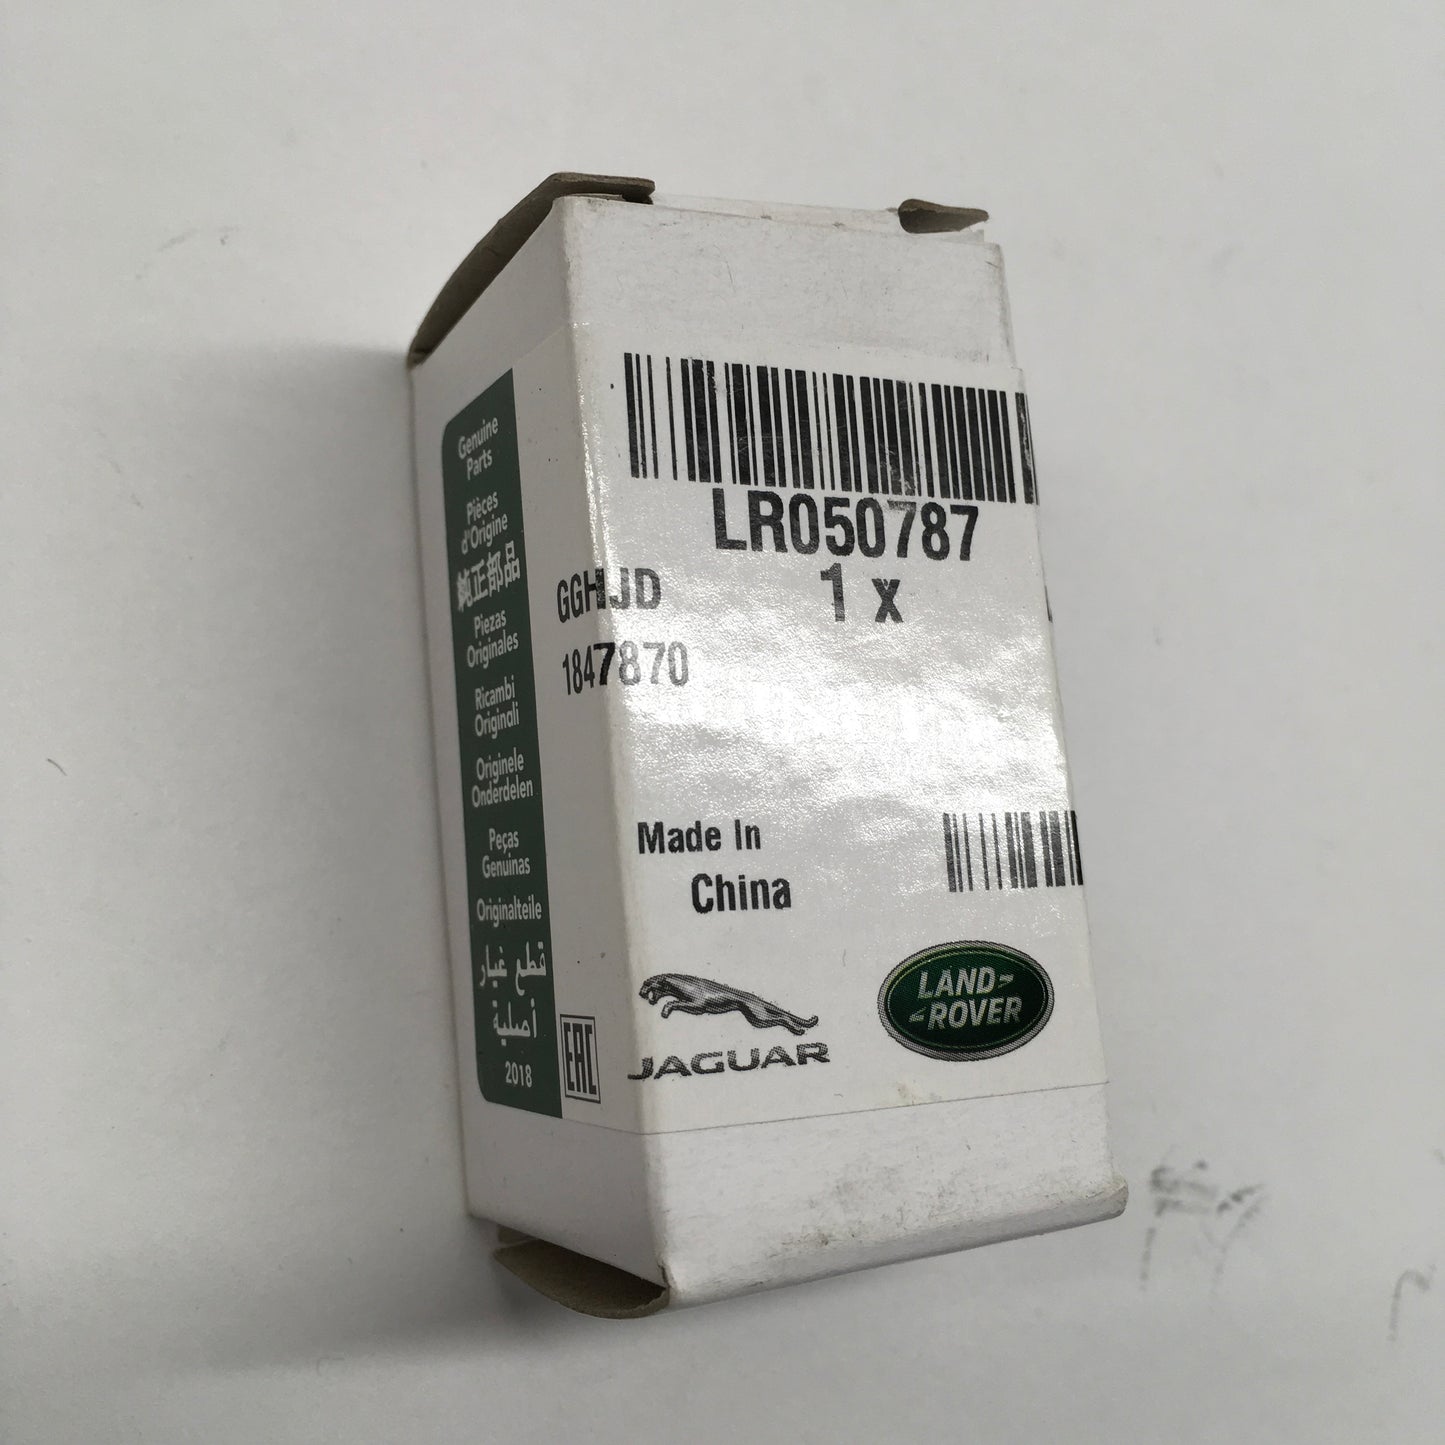 Genuine
Parts
Pièces
d'Origine
純正部品
Piezas
Originales
Ricambi
Originali
Originele
Onderdelen
Peças
Genuínas
Originalteile
قطع غيار
أصلية
2018
EAC
LR050787
1 x
GGHJD
1847870
Made In
China
JAGUAR
LAND
ROVER